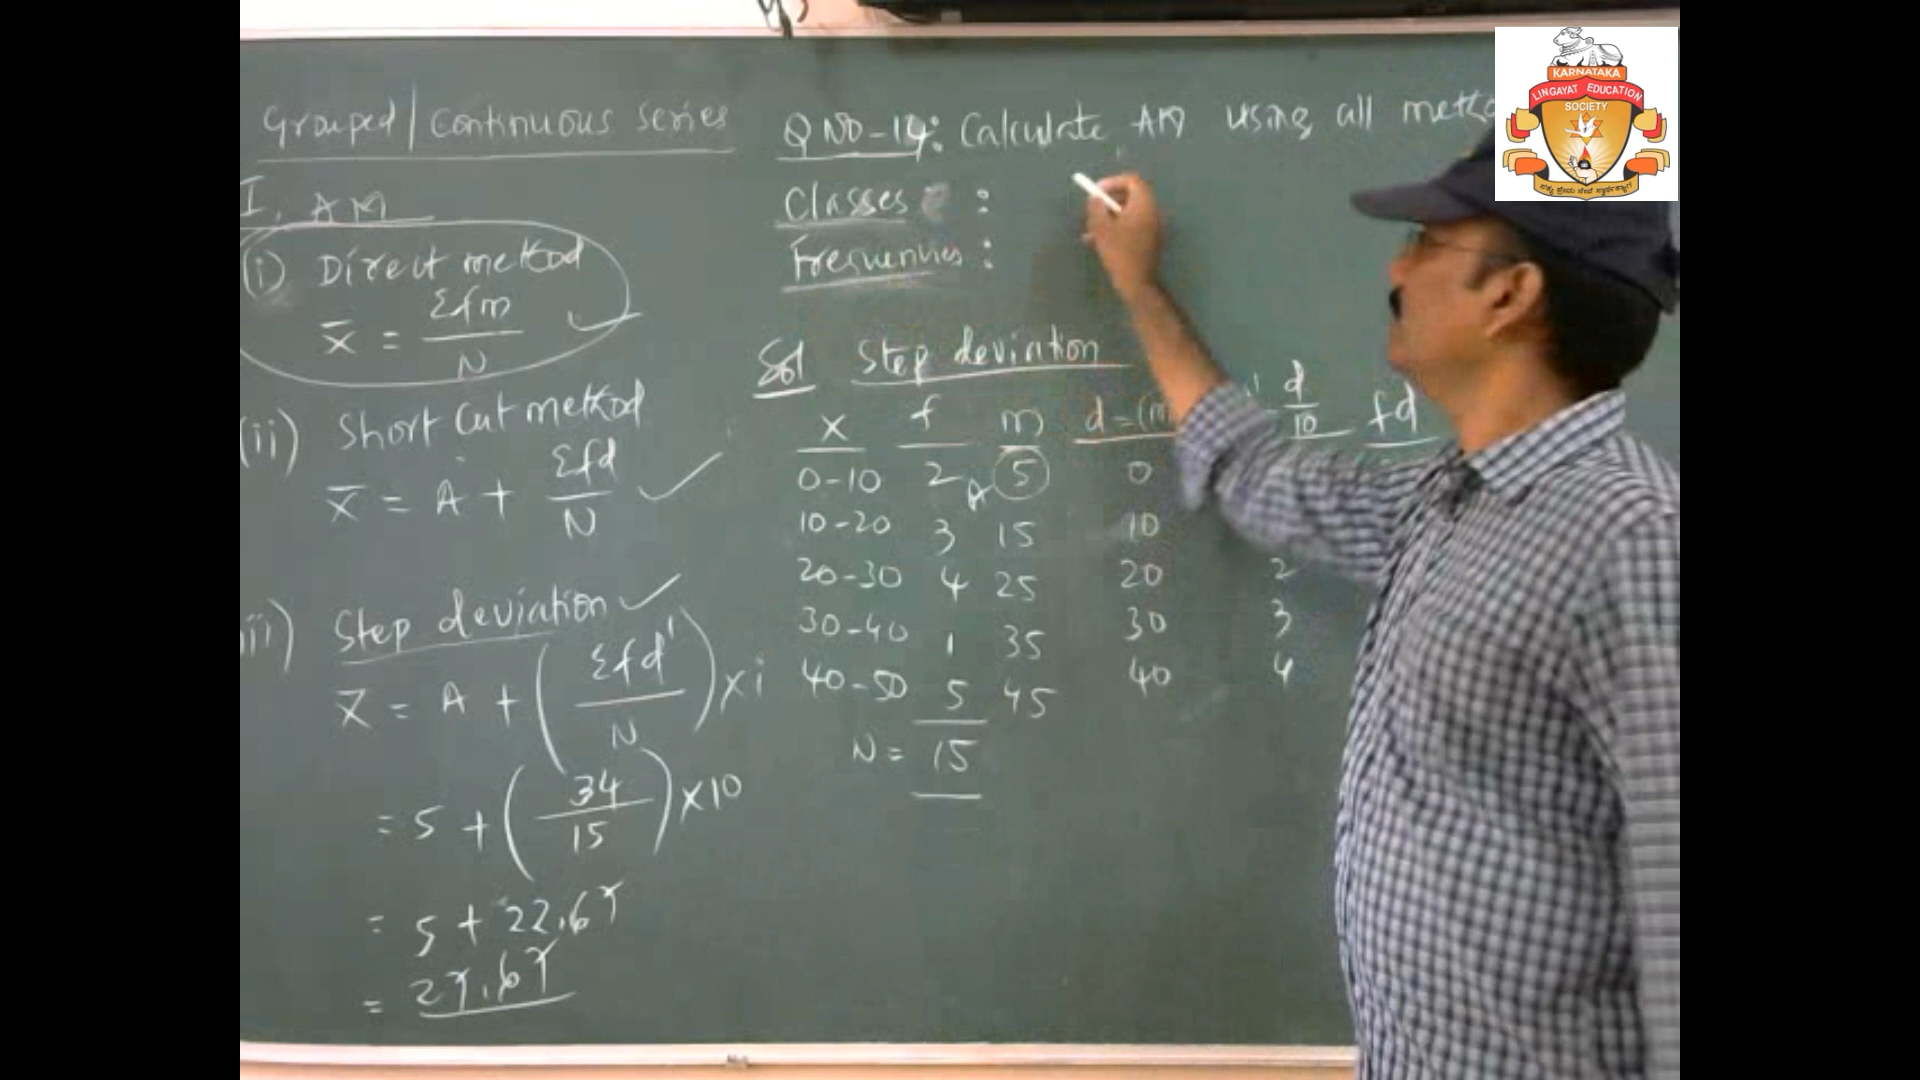 Grouped/Continuous series
I, AM
(i) Direct method
x̄ = Σfm / N
(ii) Short Cut method
x̄ = A + Σfd / N
iii) Step deviation
x̄ = A + (Σfd' / N) × i
= 5 + (34 / 15) × 10
= 5 + 22.67
= 27.67
Q NO-14: Calculate AM using all metho
Classes :
Frequencies :
Sol Step deviation
x f m d=(m ' d/10 fd
0-10 2 A 5 0
10-20 3 15 10
20-30 4 25 20 2
30-40 1 35 30 3
40-50 5 45 40 4
N = 15
KARNATAKA
LINGAYAT EDUCATION
SOCIETY